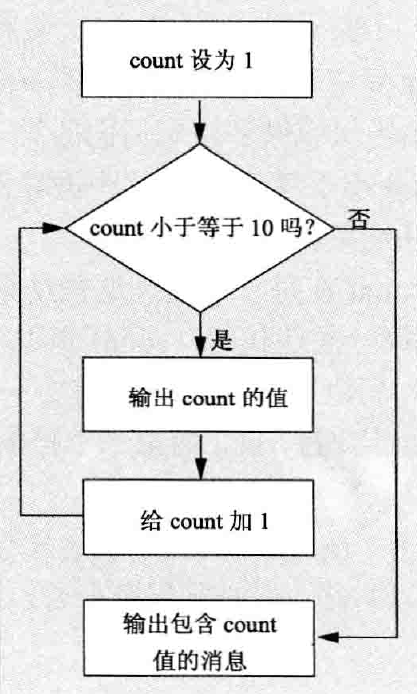 count 设为 1
count 小于等于 10 吗?
否
是
输出 count 的值
给 count 加 1
输出包含 count
值的消息